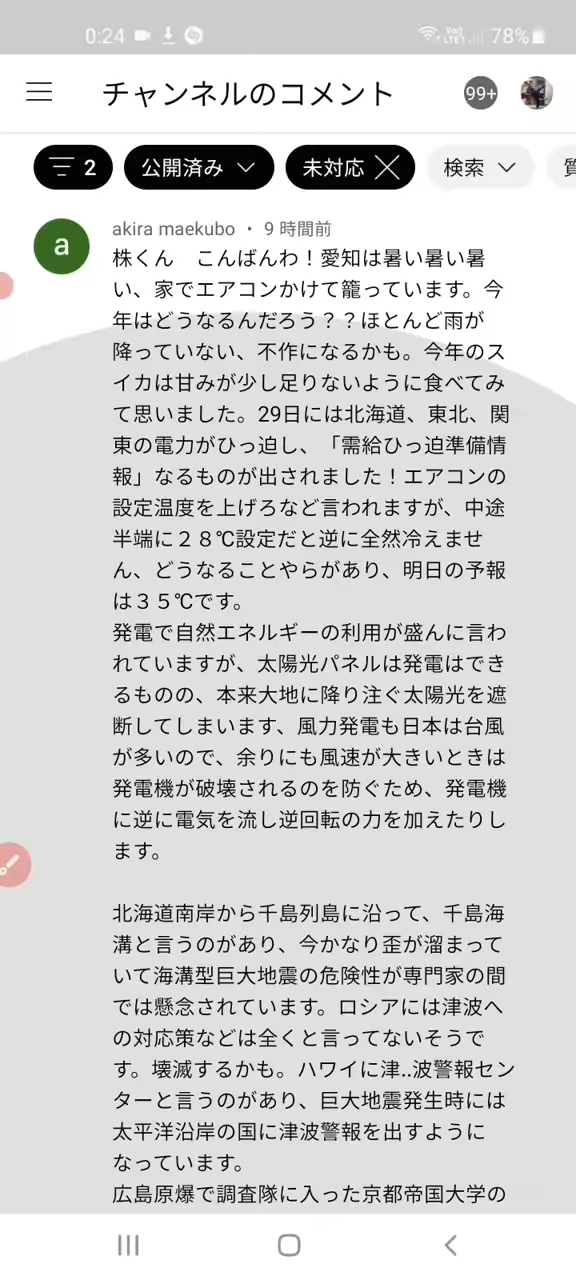 0:24
VoD
LTE1
78%
チャンネルのコメント
99+
2
公開済み
未対応
検索
a
akira maekubo ・ 9 時間前
株くん　こんばんわ！愛知は暑い暑い暑
い、家でエアコンかけて籠っています。今
年はどうなるんだろう？？ほとんど雨が
降っていない、不作になるかも。今年のス
イカは甘みが少し足りないように食べてみ
て思いました。29日には北海道、東北、関
東の電力がひっ迫し、「需給ひっ迫準備情
報」なるものが出されました！エアコンの
設定温度を上げろなど言われますが、中途
半端に２８℃設定だと逆に全然冷えませ
ん、どうなることやらがあり、明日の予報
は３５℃です。
発電で自然エネルギーの利用が盛んに言わ
れていますが、太陽光パネルは発電はでき
るものの、本来大地に降り注ぐ太陽光を遮
断してしまいます、風力発電も日本は台風
が多いので、余りにも風速が大きいときは
発電機が破壊されるのを防ぐため、発電機
に逆に電気を流し逆回転の力を加えたりし
ます。
北海道南岸から千島列島に沿って、千島海
溝と言うのがあり、今かなり歪が溜まって
いて海溝型巨大地震の危険性が専門家の間
では懸念されています。ロシアには津波へ
の対応策などは全くと言ってないそうで
す。壊滅するかも。ハワイに津..波警報セン
ターと言うのがあり、巨大地震発生時には
太平洋沿岸の国に津波警報を出すように
なっています。
広島原爆で調査隊に入った京都帝国大学の